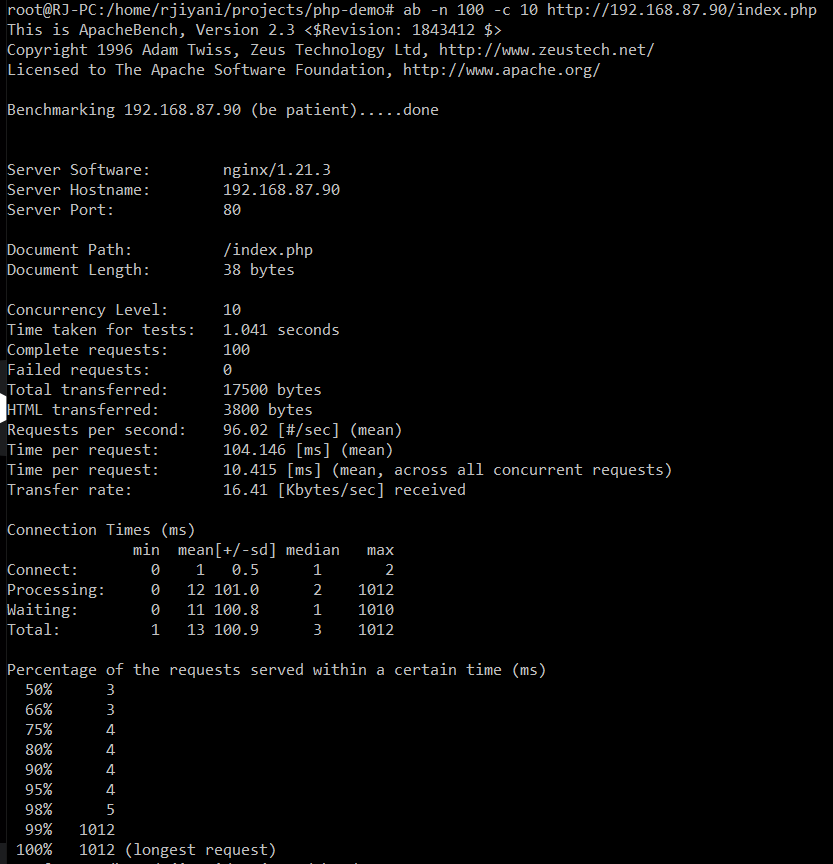 root@RJ-PC:/home/rjiyani/projects/php-demo# ab -n 100 -c 10 http://192.168.87.90/index.php
This is ApacheBench, Version 2.3 <$Revision: 1843412 $>
Copyright 1996 Adam Twiss, Zeus Technology Ltd, http://www.zeustech.net/
Licensed to The Apache Software Foundation, http://www.apache.org/

Benchmarking 192.168.87.90 (be patient).....done


Server Software:        nginx/1.21.3
Server Hostname:        192.168.87.90
Server Port:            80

Document Path:          /index.php
Document Length:        38 bytes

Concurrency Level:      10
Time taken for tests:   1.041 seconds
Complete requests:      100
Failed requests:        0
Total transferred:      17500 bytes
HTML transferred:       3800 bytes
Requests per second:    96.02 [#/sec] (mean)
Time per request:       104.146 [ms] (mean)
Time per request:       10.415 [ms] (mean, across all concurrent requests)
Transfer rate:          16.41 [Kbytes/sec] received

Connection Times (ms)
              min  mean[+/-sd] median   max
Connect:        0    1   0.5      1       2
Processing:     0   12 101.0      2    1012
Waiting:        0   11 100.8      1    1010
Total:          1   13 100.9      3    1012

Percentage of the requests served within a certain time (ms)
  50%      3
  66%      3
  75%      4
  80%      4
  90%      4
  95%      4
  98%      5
  99%   1012
 100%   1012 (longest request)